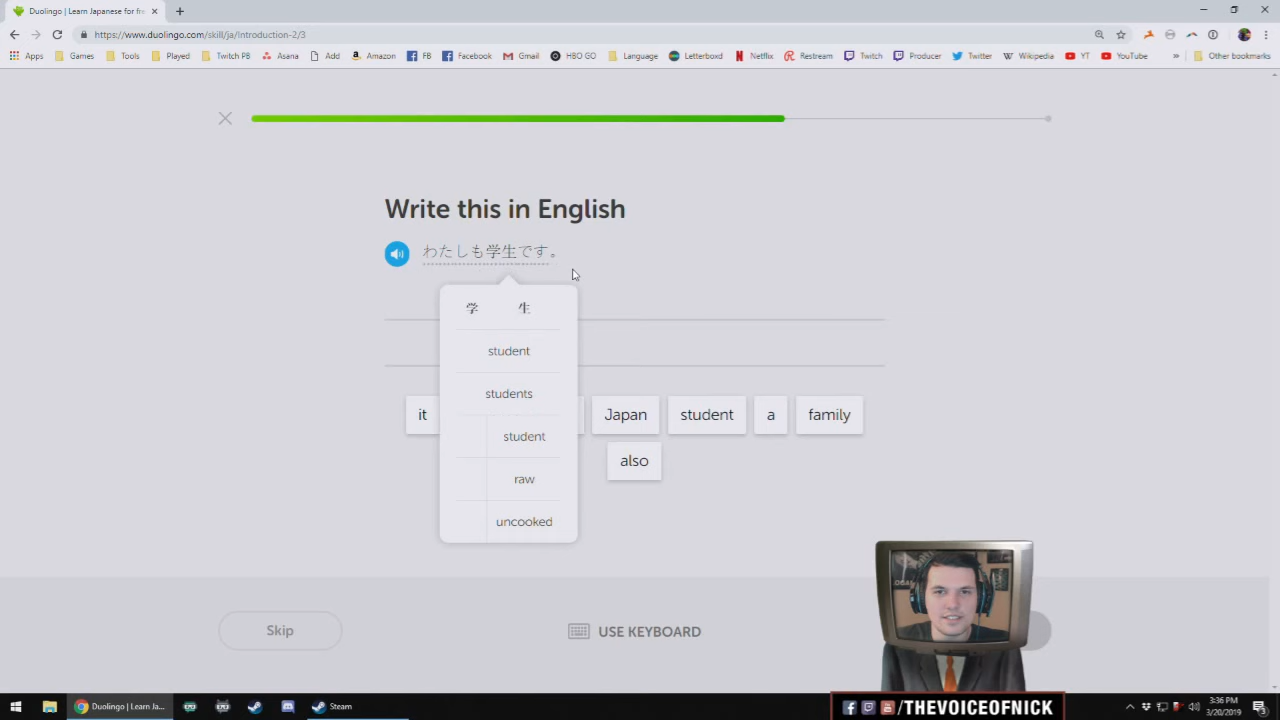 Duolingo | Learn Japanese for fre
https://www.duolingo.com/skill/ja/Introduction-2/3
Apps Games Tools Played Twitch PB Asana Add Amazon FB Facebook Gmail HBO GO Language Letterboxd Netflix Restream Twitch Producer Twitter Wikipedia YT YouTube » Other bookmarks
Write this in English
わたしも学生です。
学 生
student
students
student
raw
uncooked
it Japan student a family
also
Skip
USE KEYBOARD
/THEVOICEOFNICK
Duolingo | Learn Ja...
Steam
3:36 PM
3/20/2019